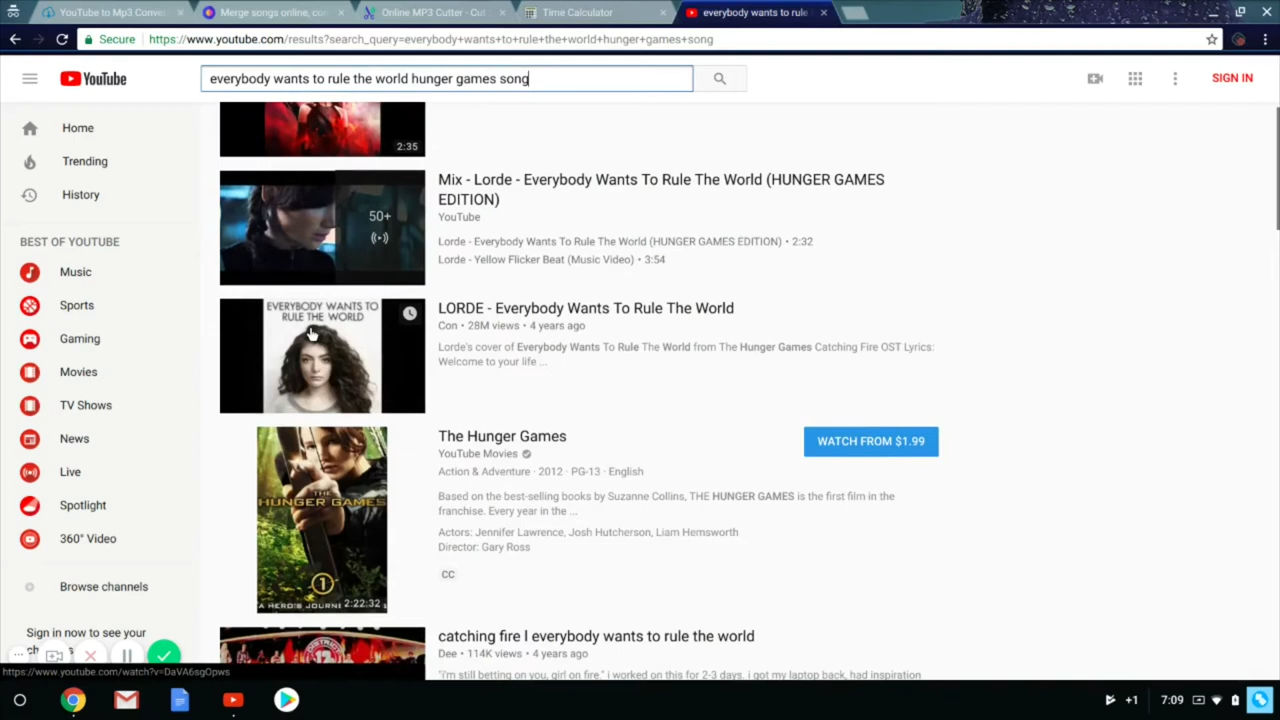 YouTube to Mp3 Conver
Merge songs online, co
Online MP3 Cutter - Cut
Time Calculator
everybody wants to rule
Secure
https://www.youtube.com/results?search_query=everybody+wants+to+rule+the+world+hunger+games+song
YouTube
everybody wants to rule the world hunger games song
SIGN IN
Home
Trending
History
BEST OF YOUTUBE
Music
Sports
Gaming
Movies
TV Shows
News
Live
Spotlight
360° Video
Browse channels
Sign in now to see your
2:35
50+
Mix - Lorde - Everybody Wants To Rule The World (HUNGER GAMES
EDITION)
YouTube
Lorde - Everybody Wants To Rule The World (HUNGER GAMES EDITION) • 2:32
Lorde - Yellow Flicker Beat (Music Video) • 3:54
EVERYBODY WANTS TO
RULE THE WORLD
LORDE - Everybody Wants To Rule The World
Con • 28M views • 4 years ago
Lorde's cover of Everybody Wants To Rule The World from The Hunger Games Catching Fire OST Lyrics:
Welcome to your life ...
THE
HUNGER GAMES
1
2:22:32
The Hunger Games
YouTube Movies
Action & Adventure · 2012 · PG-13 · English
Based on the best-selling books by Suzanne Collins, THE HUNGER GAMES is the first film in the
franchise. Every year in the ...
Actors: Jennifer Lawrence, Josh Hutcherson, Liam Hemsworth
Director: Gary Ross
CC
WATCH FROM $1.99
catching fire l everybody wants to rule the world
Dee • 114K views • 4 years ago
"i'm still betting on you, girl on fire." i worked on this for 2-3 days. i got my laptop back, had inspiration
https://www.youtube.com/watch?v=DaVA6sgOpws
+1
7:09